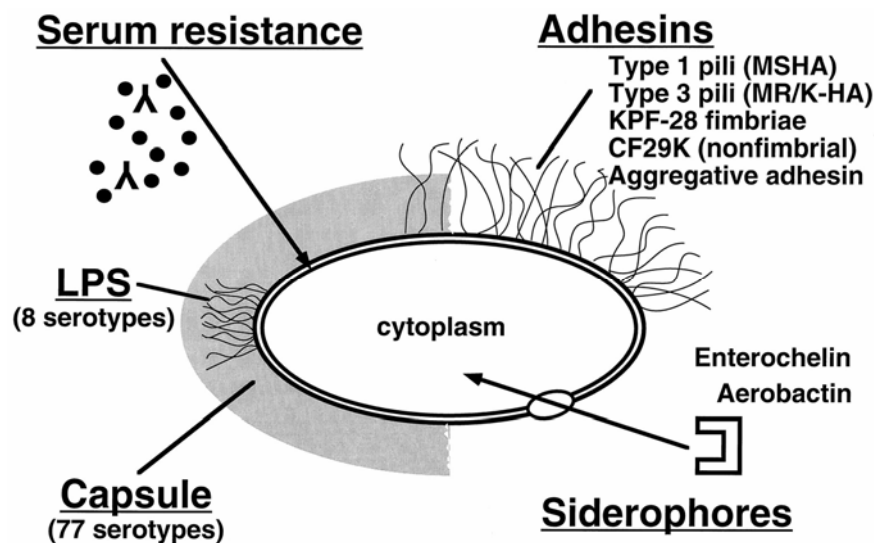 Serum resistance
Adhesins
Type 1 pili (MSHA)
Type 3 pili (MR/K-HA)
KPF-28 fimbriae
CF29K (nonfimbrial)
Aggregative adhesin
LPS
(8 serotypes)
cytoplasm
Enterochelin
Aerobactin
Capsule
(77 serotypes)
Siderophores